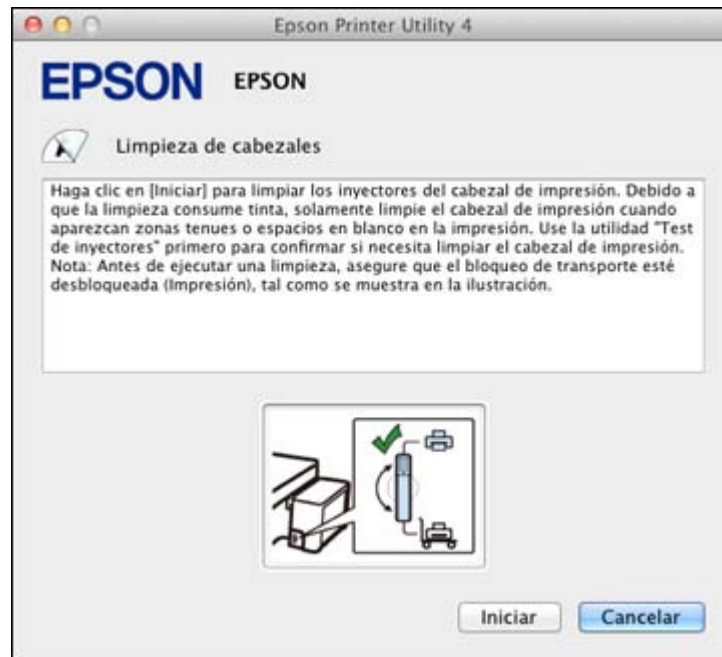 Epson Printer Utility 4
EPSON EPSON
Limpieza de cabezales
Haga clic en [Iniciar] para limpiar los inyectores del cabezal de impresión. Debido a
que la limpieza consume tinta, solamente limpie el cabezal de impresión cuando
aparezcan zonas tenues o espacios en blanco en la impresión. Use la utilidad "Test
de inyectores" primero para confirmar si necesita limpiar el cabezal de impresión.
Nota: Antes de ejecutar una limpieza, asegure que el bloqueo de transporte esté
desbloqueada (Impresión), tal como se muestra en la ilustración.
Iniciar Cancelar